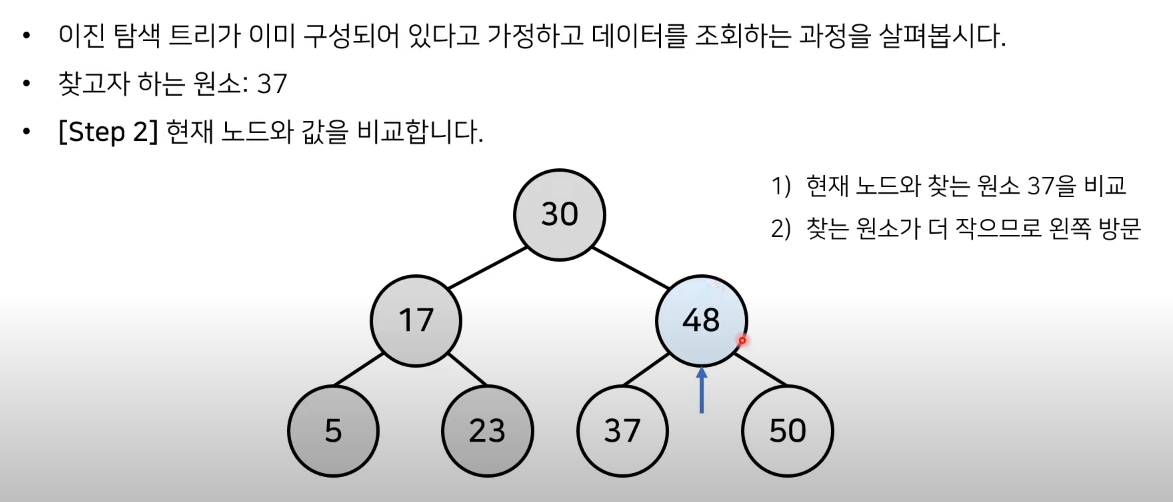 • 이진 탐색 트리가 이미 구성되어 있다고 가정하고 데이터를 조회하는 과정을 살펴봅시다.
• 찾고자 하는 원소: 37
• [Step 2] 현재 노드와 값을 비교합니다.
1) 현재 노드와 찾는 원소 37을 비교
2) 찾는 원소가 더 작으므로 왼쪽 방문
30
17
48
5
23
37
50